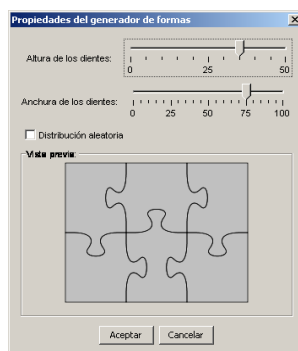 Propiedades del generador de formas
Altura de los dientes:
0 25 50
Anchura de los dientes:
0 25 50 75 100
Distribución aleatoria
Vista previa:
Aceptar Cancelar